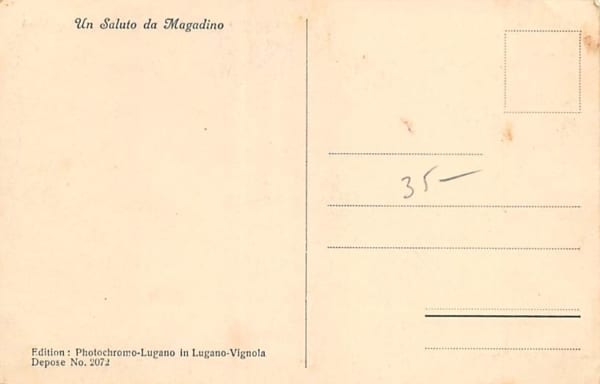 Un Saluto da Magadino
35—
Edition: Photochromo-Lugano in Lugano-Vignola
Depose No. 2072